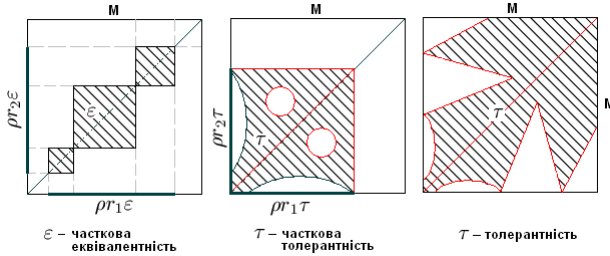 M
M
ρr₂ε
ε
ρr₁ε
ρr₂τ
τ
ρr₁τ
τ
M
ε – часткова
еквівалентність
τ – часткова
толерантність
τ – толерантність